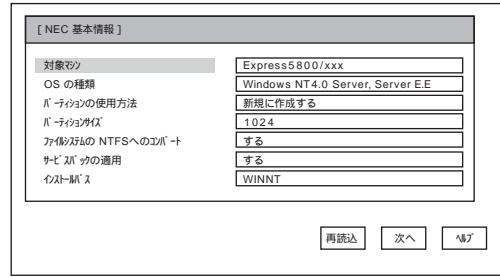 [ NEC 基本情報 ]
対象ﾏｼﾝ Express5800/xxx
OS の種類 Windows NT4.0 Server, Server E.E
ﾊﾟｰﾃｨｼｮﾝの使用方法 新規に作成する
ﾊﾟｰﾃｨｼｮﾝｻｲｽﾞ 1024
ﾌｧｲﾙｼｽﾃﾑの NTFSへのｺﾝﾊﾞｰﾄ する
ｻｰﾋﾞｽﾊﾟｯｸの適用 する
ｲﾝｽﾄｰﾙﾊﾟｽ WINNT
再読込 次へ ﾍﾙﾌﾟ